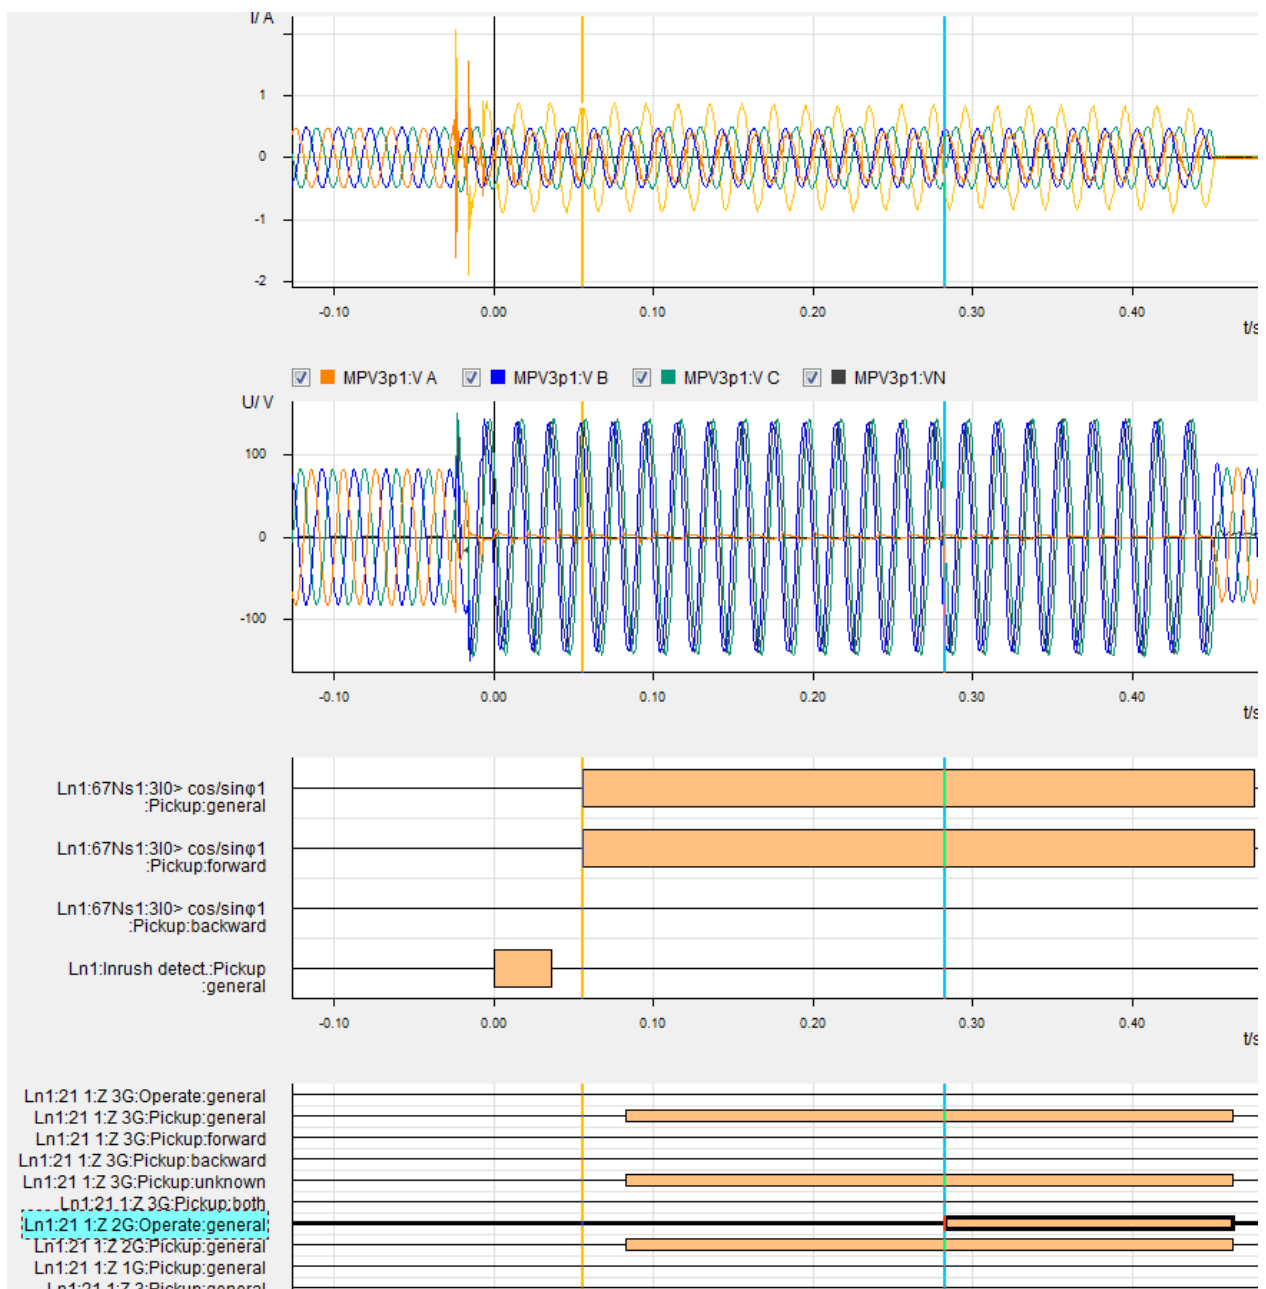 I/ A
1
0
-1
-2
-0.10 0.00 0.10 0.20 0.30 0.40
t/s
MPV3p1:V A MPV3p1:V B MPV3p1:V C MPV3p1:VN
U/ V
100
0
-100
-0.10 0.00 0.10 0.20 0.30 0.40
t/s
Ln1:67Ns1:3I0> cos/sinφ1
:Pickup:general
Ln1:67Ns1:3I0> cos/sinφ1
:Pickup:forward
Ln1:67Ns1:3I0> cos/sinφ1
:Pickup:backward
Ln1:Inrush detect.:Pickup
:general
-0.10 0.00 0.10 0.20 0.30 0.40
t/s
Ln1:21 1:Z 3G:Operate:general
Ln1:21 1:Z 3G:Pickup:general
Ln1:21 1:Z 3G:Pickup:forward
Ln1:21 1:Z 3G:Pickup:backward
Ln1:21 1:Z 3G:Pickup:unknown
Ln1:21 1:Z 3G:Pickup:both
Ln1:21 1:Z 2G:Operate:general
Ln1:21 1:Z 2G:Pickup:general
Ln1:21 1:Z 1G:Pickup:general
Ln1:21 1:Z 3:Pickup:general